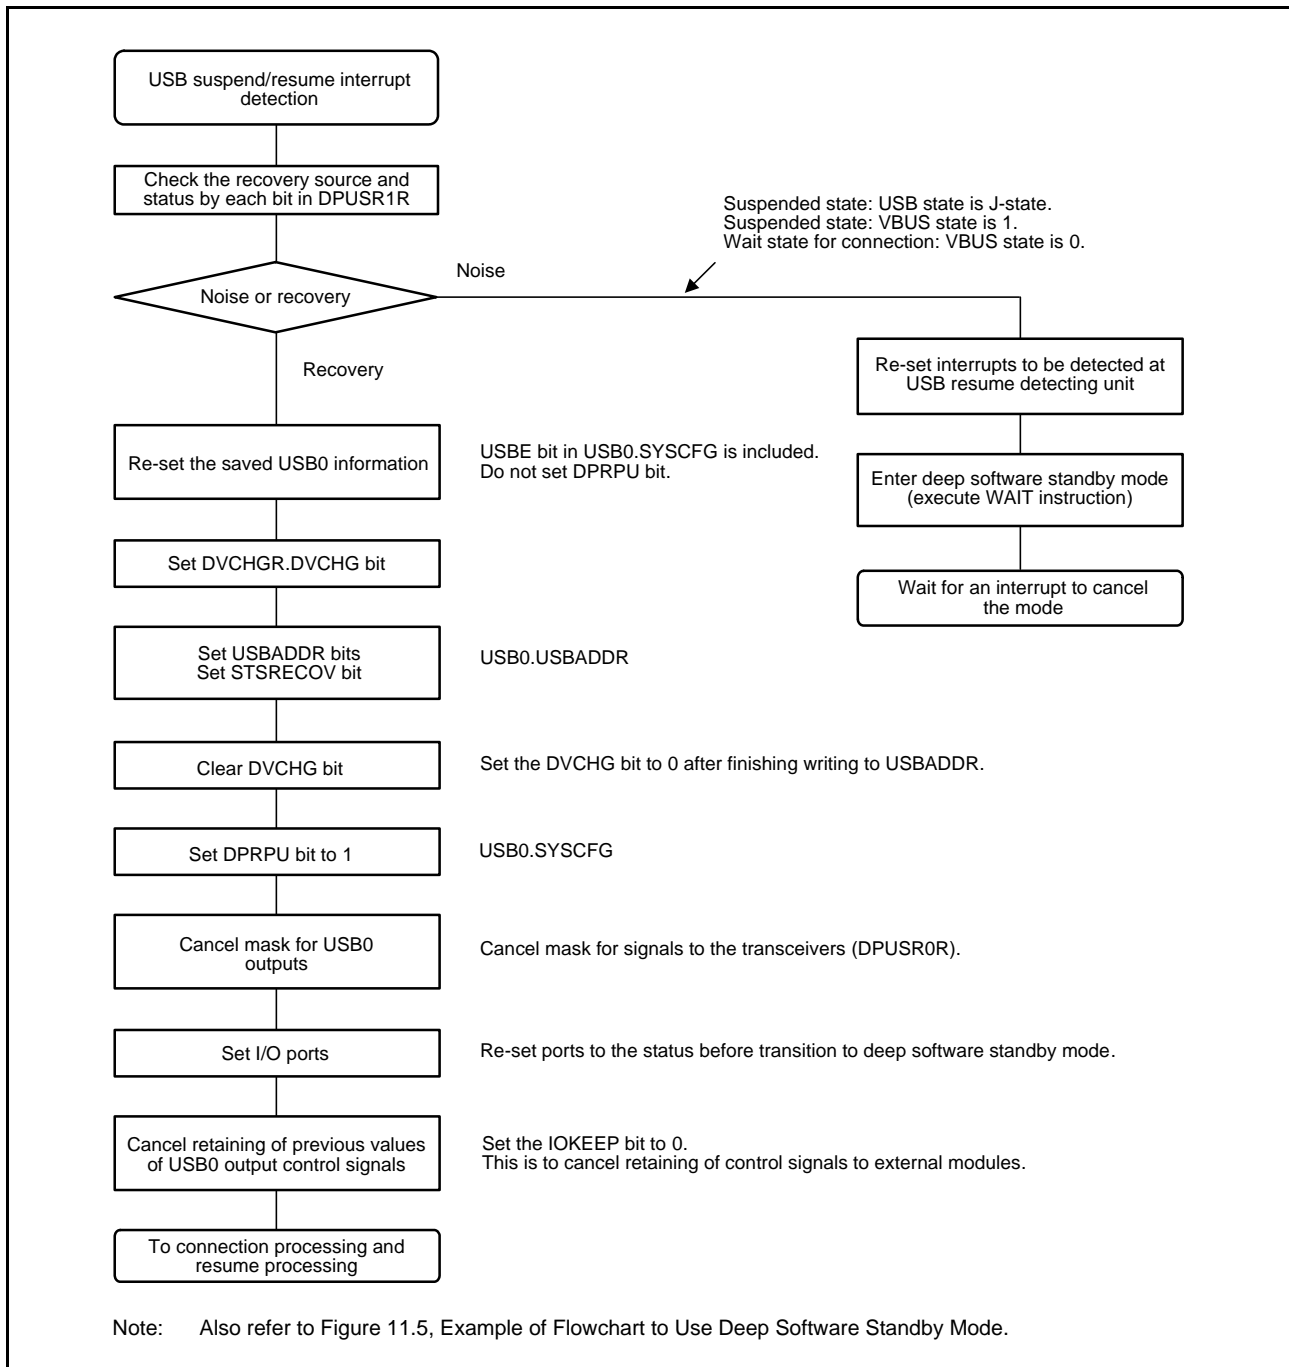 USB suspend/resume interrupt
detection
Check the recovery source and
status by each bit in DPUSR1R
Suspended state: USB state is J-state.
Suspended state: VBUS state is 1.
Wait state for connection: VBUS state is 0.
Noise
Noise or recovery
Recovery
Re-set interrupts to be detected at
USB resume detecting unit
Re-set the saved USB0 information
USBE bit in USB0.SYSCFG is included.
Do not set DPRPU bit.
Enter deep software standby mode
(execute WAIT instruction)
Set DVCHGR.DVCHG bit
Wait for an interrupt to cancel
the mode
Set USBADDR bits
Set STSRECOV bit
USB0.USBADDR
Clear DVCHG bit
Set the DVCHG bit to 0 after finishing writing to USBADDR.
Set DPRPU bit to 1
USB0.SYSCFG
Cancel mask for USB0
outputs
Cancel mask for signals to the transceivers (DPUSR0R).
Set I/O ports
Re-set ports to the status before transition to deep software standby mode.
Cancel retaining of previous values
of USB0 output control signals
Set the IOKEEP bit to 0.
This is to cancel retaining of control signals to external modules.
To connection processing and
resume processing
Note: Also refer to Figure 11.5, Example of Flowchart to Use Deep Software Standby Mode.